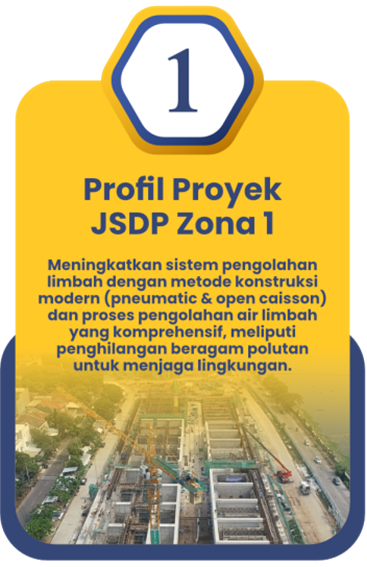 1
Profil Proyek
JSDP Zona 1
Meningkatkan sistem pengolahan
limbah dengan metode konstruksi
modern (pneumatic & open caisson)
dan proses pengolahan air limbah
yang komprehensif, meliputi
penghilangan beragam polutan
untuk menjaga lingkungan.